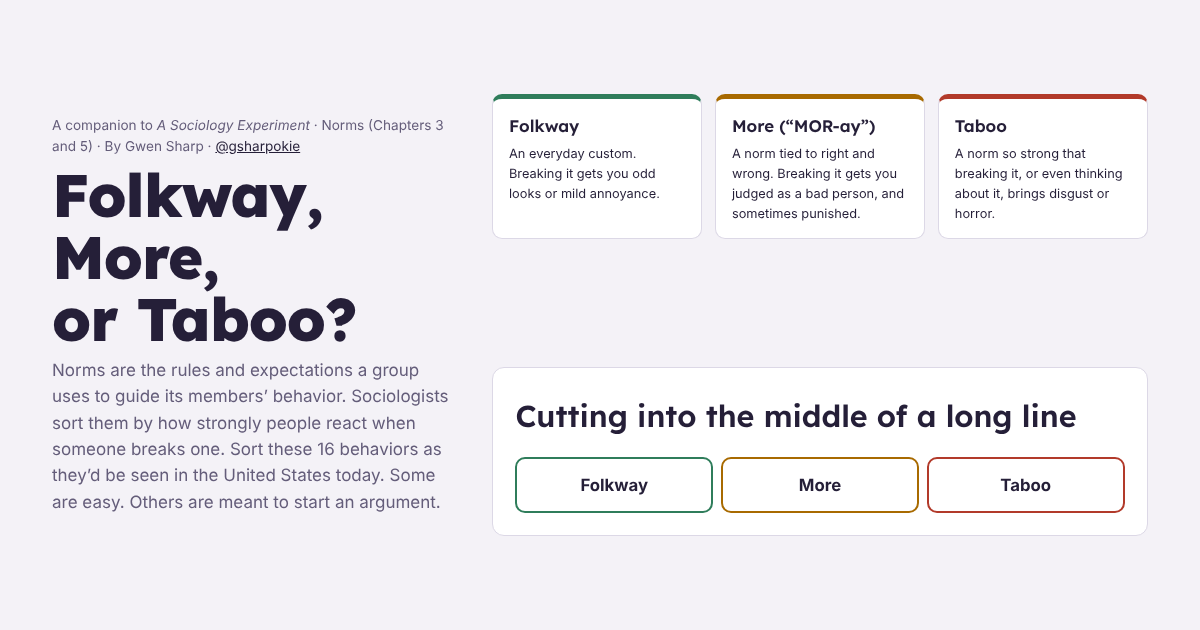 A companion to A Sociology Experiment · Norms (Chapters 3
and 5) · By Gwen Sharp · @gsharpokie
Folkway,
More,
or Taboo?
Norms are the rules and expectations a group
uses to guide its members’ behavior. Sociologists
sort them by how strongly people react when
someone breaks one. Sort these 16 behaviors as
they’d be seen in the United States today. Some
are easy. Others are meant to start an argument.
Folkway
An everyday custom.
Breaking it gets you odd
looks or mild annoyance.
More (“MOR-ay”)
A norm tied to right and
wrong. Breaking it gets you
judged as a bad person, and
sometimes punished.
Taboo
A norm so strong that
breaking it, or even thinking
about it, brings disgust or
horror.
Cutting into the middle of a long line
Folkway
More
Taboo